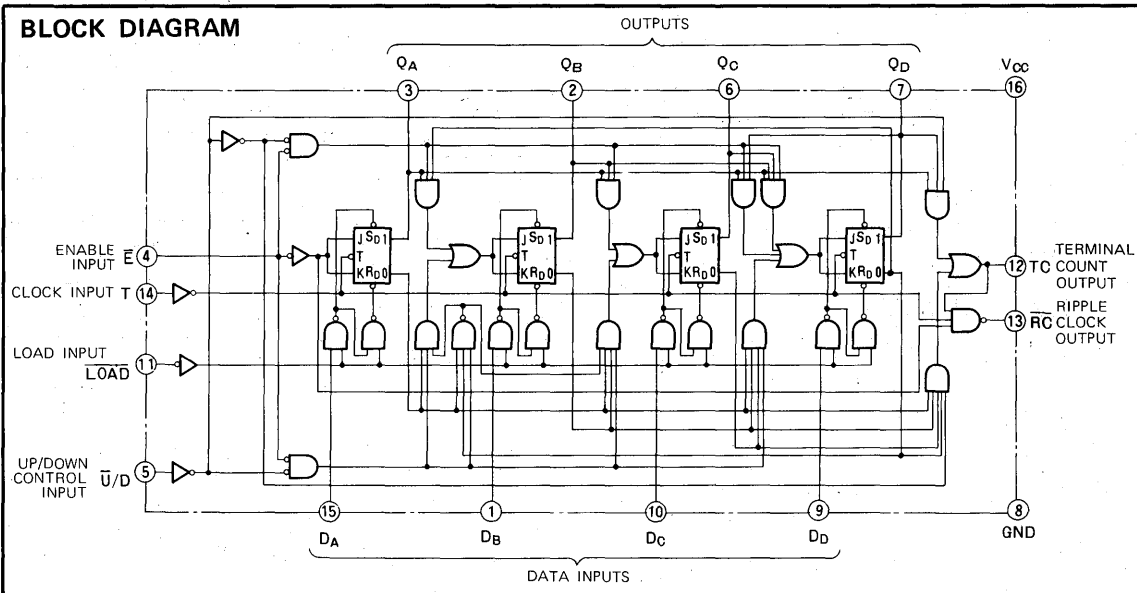 BLOCK DIAGRAM
OUTPUTS
QA QB QC QD VCC
3 2 6 7 16
J SD 1
T
K RD 0
J SD 1
T
K RD 0
J SD 1
T
K RD 0
J SD 1
T
K RD 0
ENABLE INPUT E̅ 4
CLOCK INPUT T 14
LOAD INPUT L̅O̅A̅D̅ 11
UP/DOWN CONTROL INPUT U̅/D 5
12 TC TERMINAL COUNT OUTPUT
13 R̅C̅ RIPPLE CLOCK OUTPUT
15 1 10 9 8
DA DB DC DD GND
DATA INPUTS